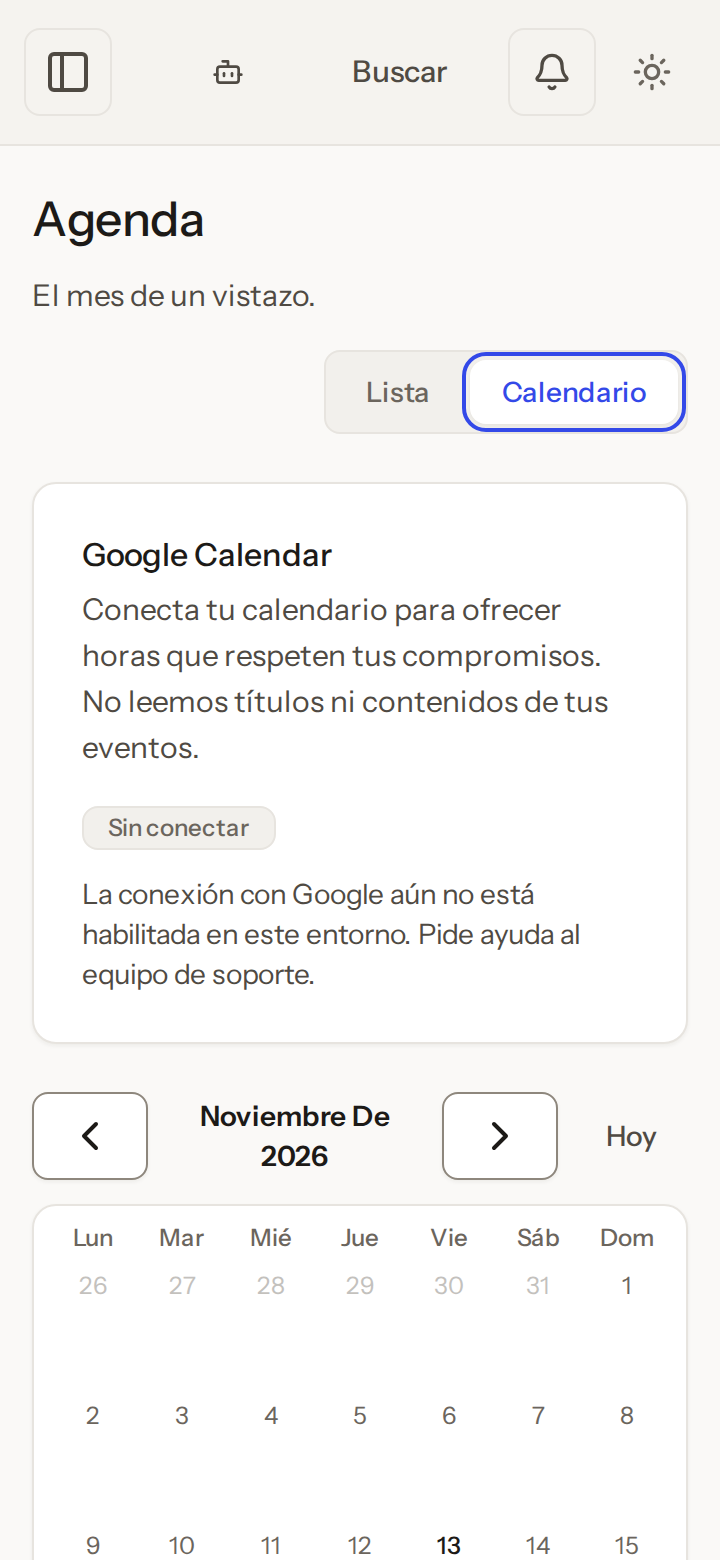 Buscar
Agenda
El mes de un vistazo.
Lista
Calendario
Google Calendar
Conecta tu calendario para ofrecer
horas que respeten tus compromisos.
No leemos títulos ni contenidos de tus
eventos.
Sin conectar
La conexión con Google aún no está
habilitada en este entorno. Pide ayuda al
equipo de soporte.
Noviembre De
2026
Hoy
Lun Mar Mié Jue Vie Sáb Dom
26 27 28 29 30 31 1
2 3 4 5 6 7 8
9 10 11 12 13 14 15